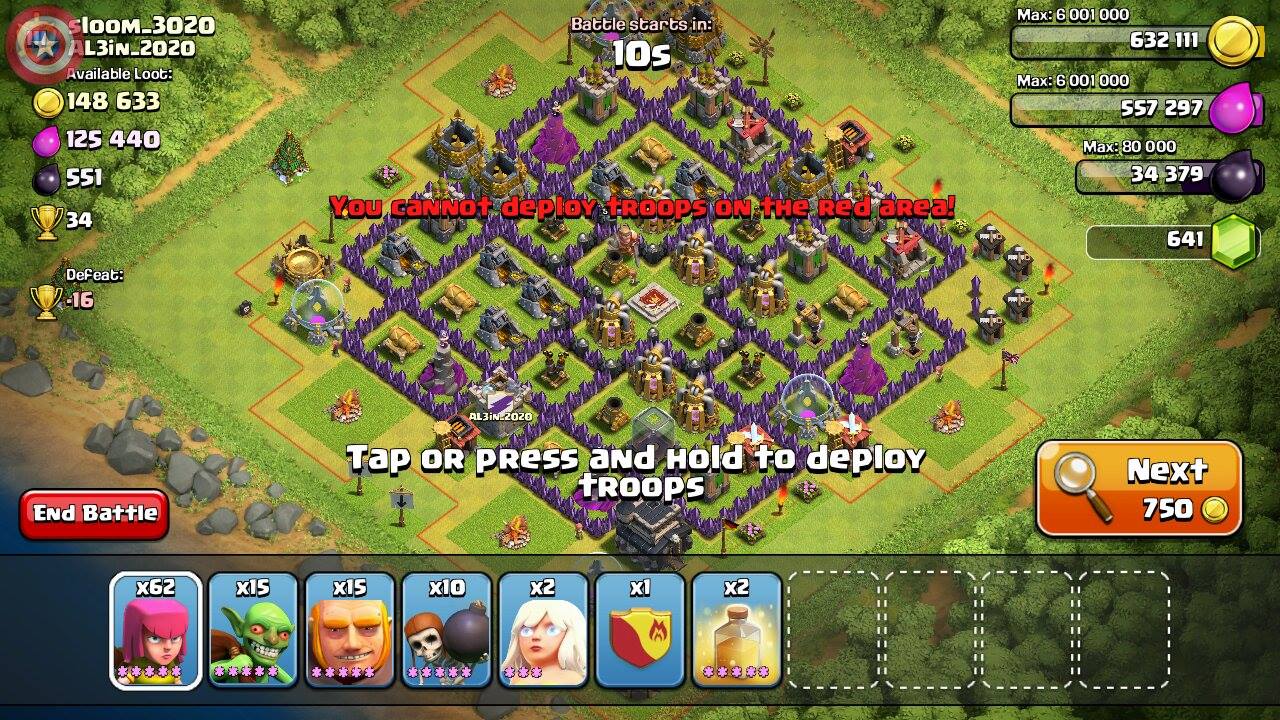 sloom_3020
AL3in_2020
Available Loot:
148 633
125 440
551
34
Defeat:
-16
Battle starts in:
10s
Max: 6 001 000
632 111
Max: 6 001 000
557 297
Max: 80 000
34 379
641
You cannot deploy troops on the red area!
AL3in_2020
Tap or press and hold to deploy
troops
End Battle
Next
750
x62
x15
x15
x10
x2
x1
x2